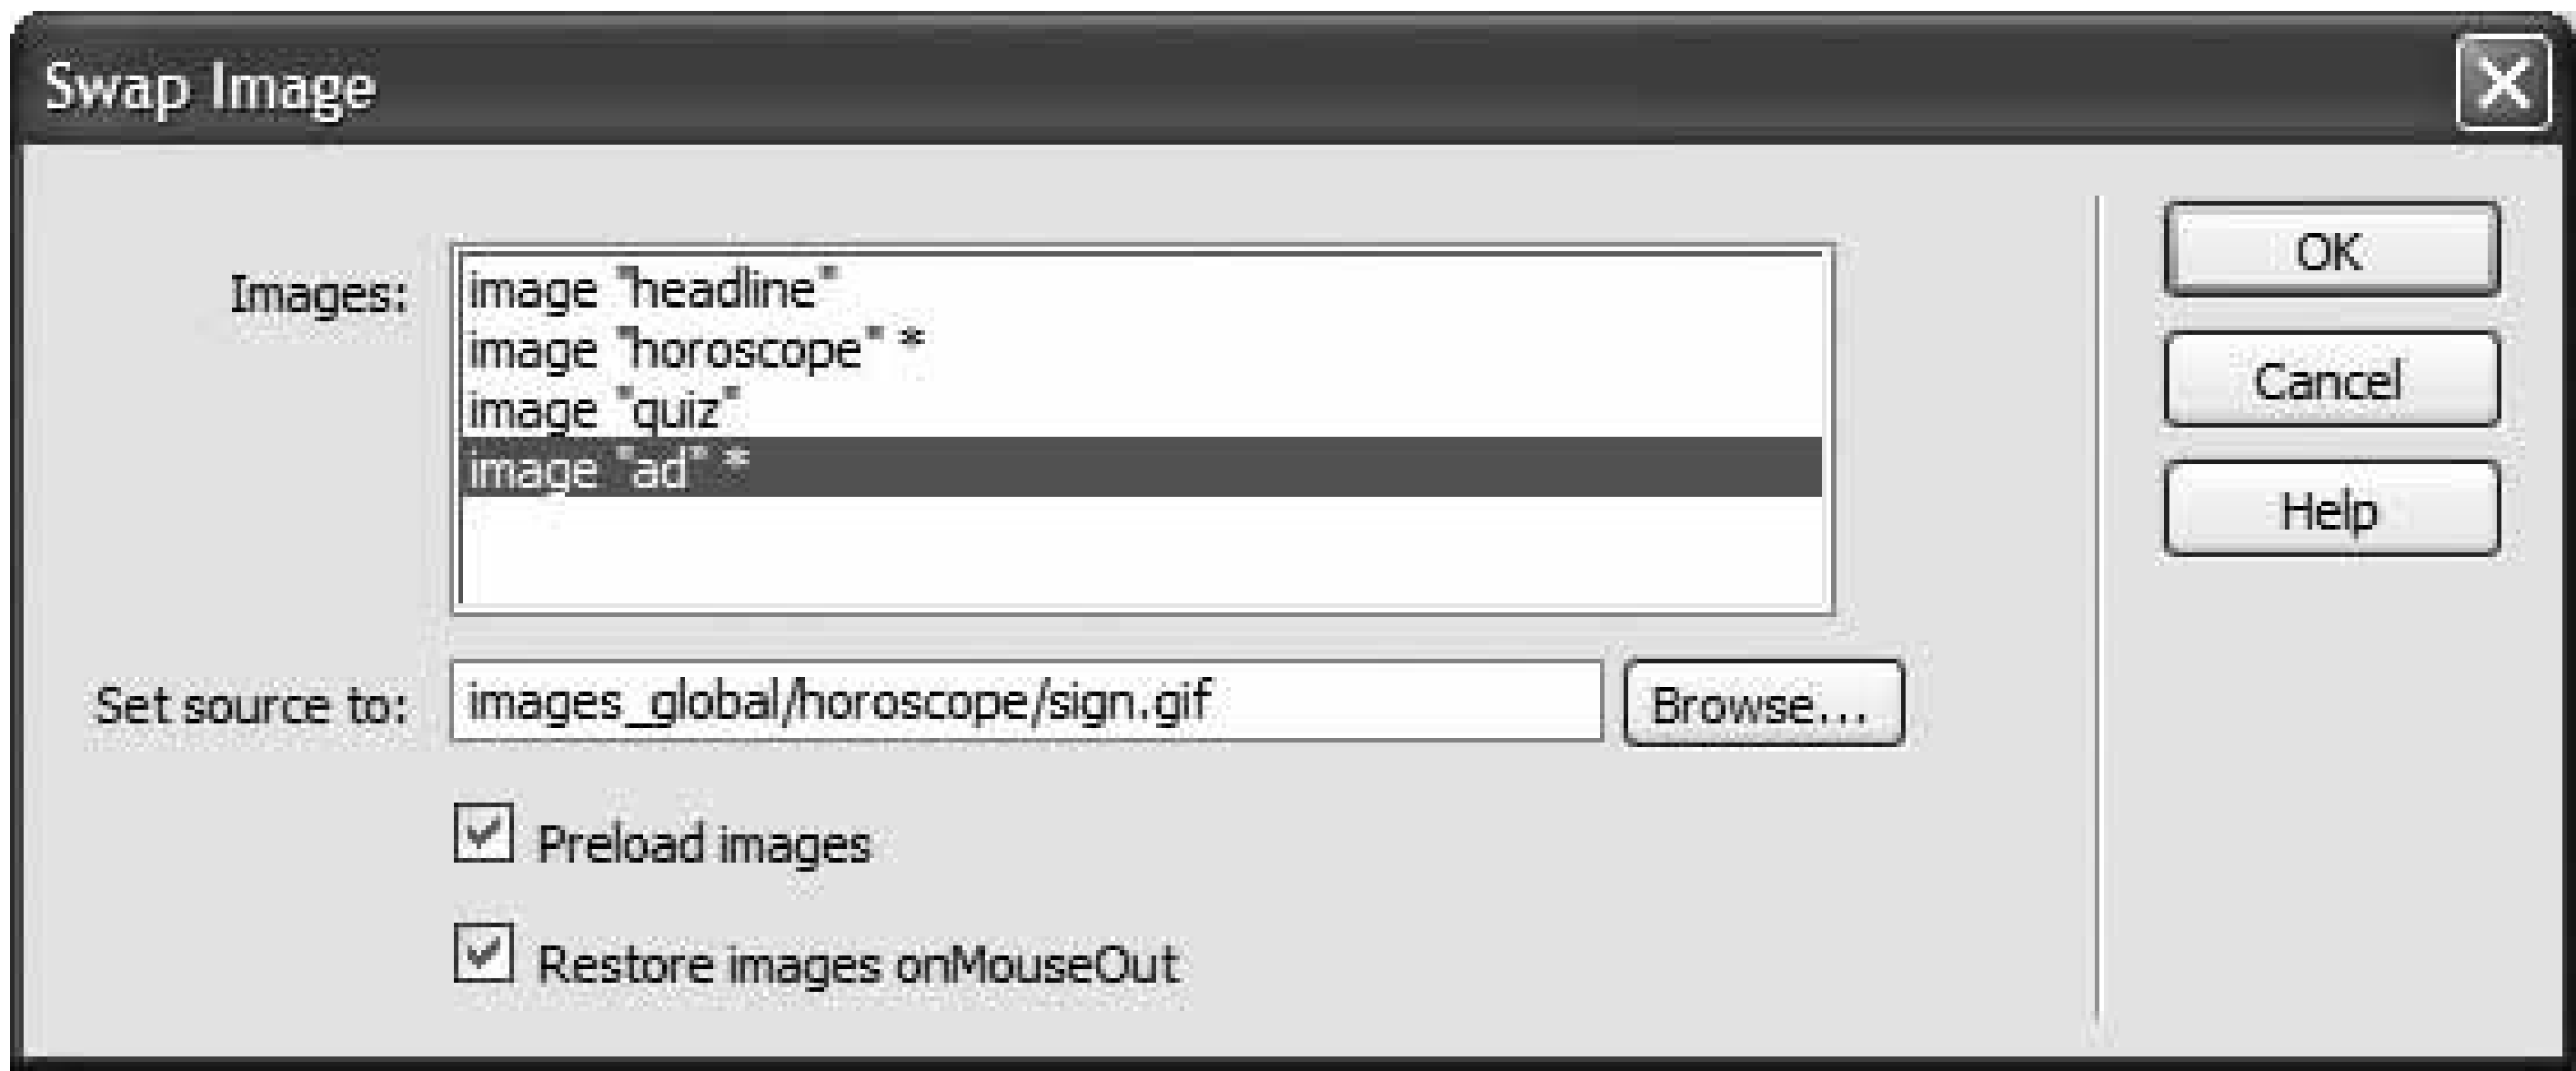 Swap Image
Images:
image "headline"
image "horoscope" *
image "quiz"
image "ad" *
Set source to:
images_global/horoscope/sign.gif
Browse...
Preload images
Restore images onMouseOut
OK
Cancel
Help